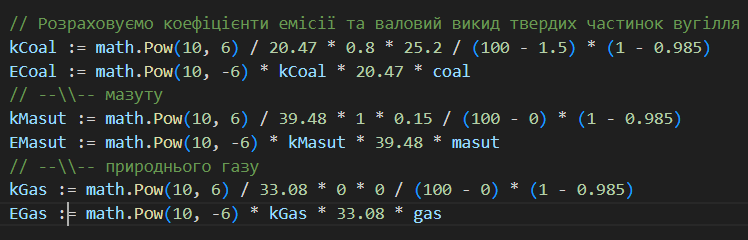 // Розраховуємо коефіцієнти емісії та валовий викид твердих частинок вугілля
kCoal := math.Pow(10, 6) / 20.47 * 0.8 * 25.2 / (100 - 1.5) * (1 - 0.985)
ECoal := math.Pow(10, -6) * kCoal * 20.47 * coal
// --\\-- мазуту
kMasut := math.Pow(10, 6) / 39.48 * 1 * 0.15 / (100 - 0) * (1 - 0.985)
EMasut := math.Pow(10, -6) * kMasut * 39.48 * masut
// --\\-- природнього газу
kGas := math.Pow(10, 6) / 33.08 * 0 * 0 / (100 - 0) * (1 - 0.985)
EGas := math.Pow(10, -6) * kGas * 33.08 * gas